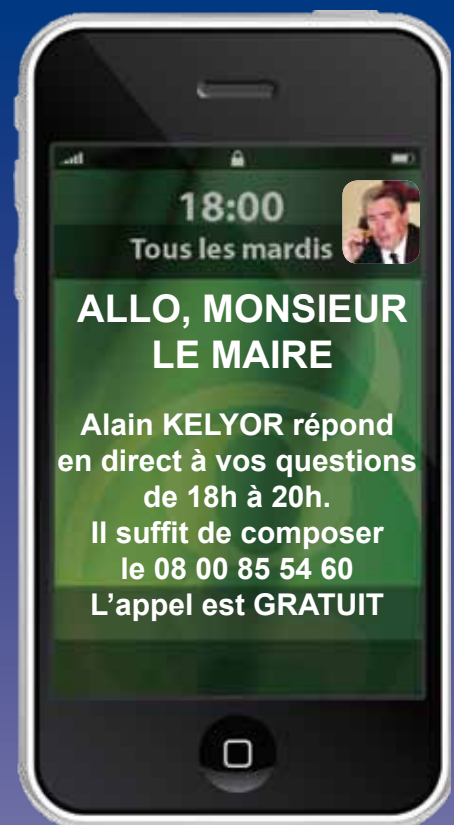 18:00
Tous les mardis
ALLO, MONSIEUR
LE MAIRE
Alain KELYOR répond
en direct à vos questions
de 18h à 20h.
Il suffit de composer
le 08 00 85 54 60
L'appel est GRATUIT